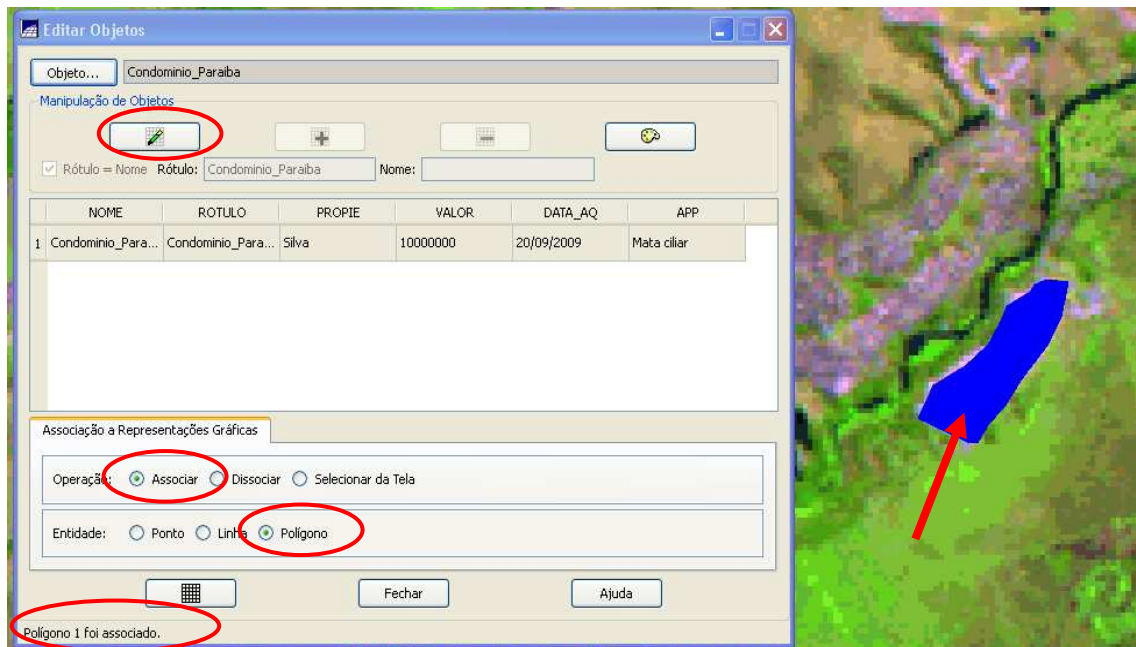 Editar Objetos
Objeto... Condominio_Paraiba
Manipulação de Objetos
Rótulo = Nome Rótulo: Condominio_Paraiba Nome:
NOME ROTULO PROPIE VALOR DATA_AQ APP
1 Condominio_Para... Condominio_Para... Silva 10000000 20/09/2009 Mata ciliar
Associação a Representações Gráficas
Operação: Associar Dissociar Selecionar da Tela
Entidade: Ponto Linha Polígono
Fechar Ajuda
Polígono 1 foi associado.